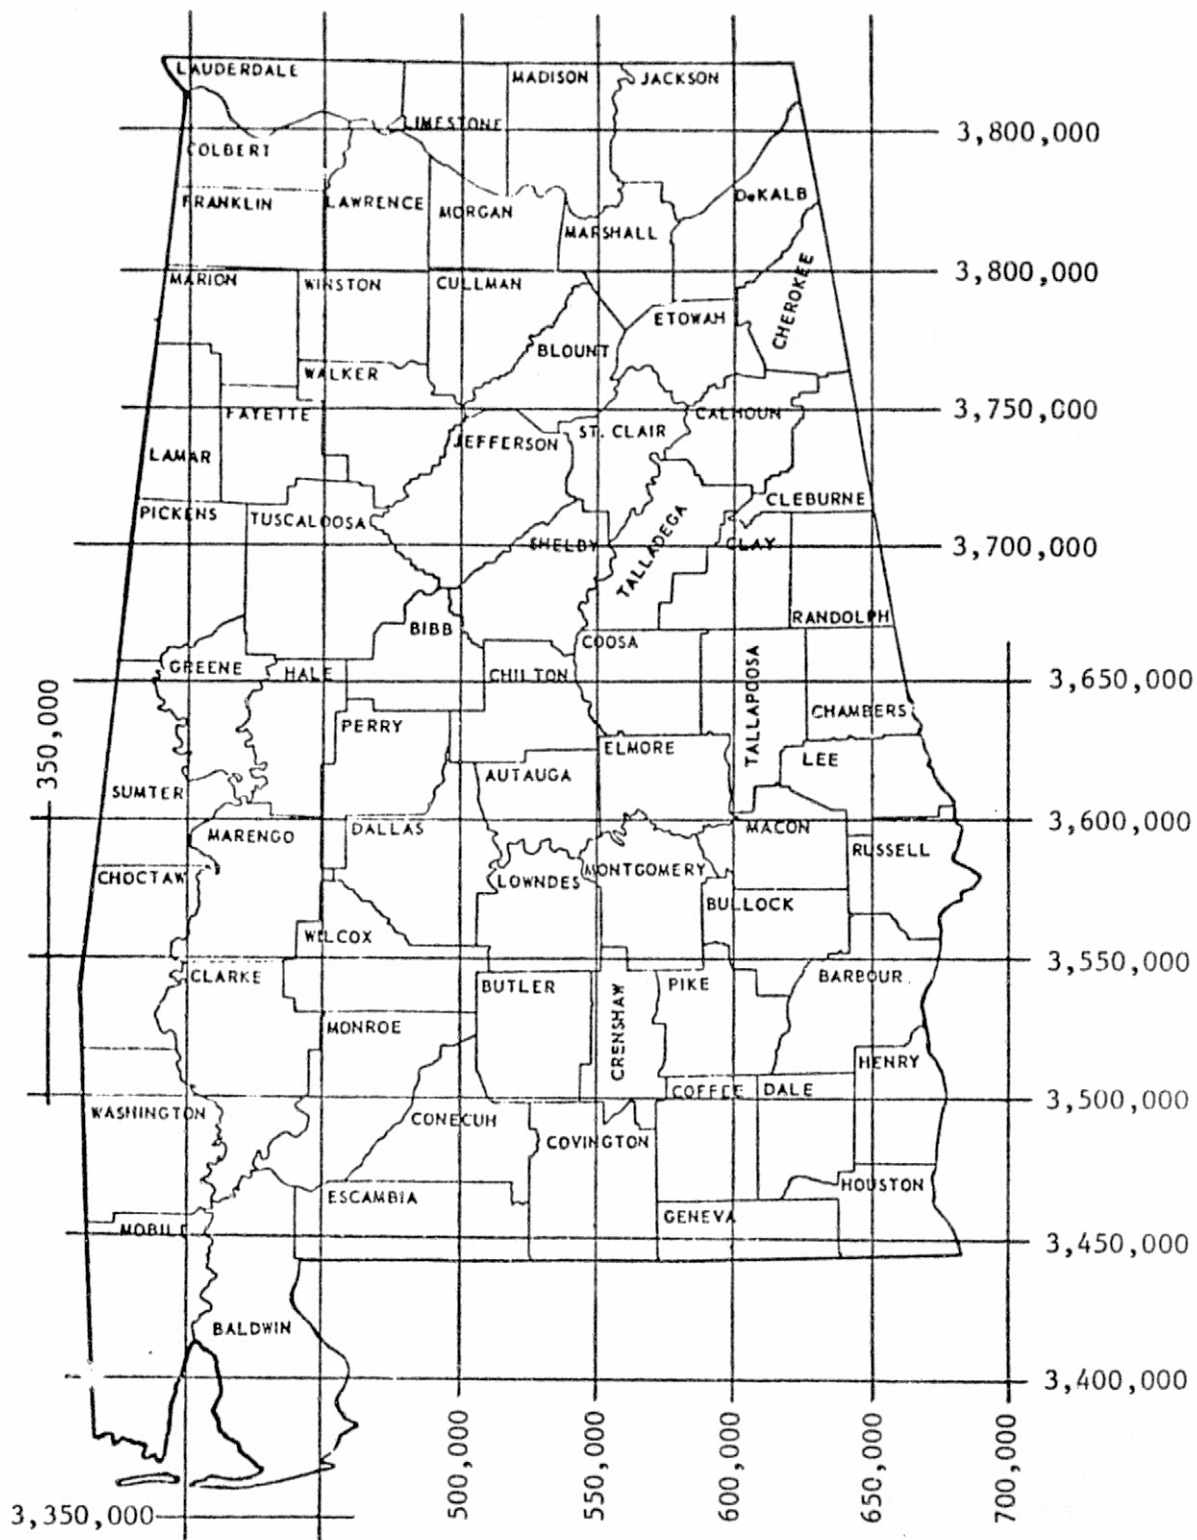 LAUDERDALE
MADISON
JACKSON
LIMESTONE
3,800,000
COLBERT
FRANKLIN
LAWRENCE
MORGAN
DeKALB
MARSHALL
3,800,000
MARION
WINSTON
CULLMAN
CHEROKEE
ETOWAH
BLOUNT
WALKER
FAYETTE
CALHOUN
3,750,000
JEFFERSON
ST. CLAIR
LAMAR
CLEBURNE
PICKENS
TUSCALOOSA
SHELBY
TALLADEGA
CLAY
3,700,000
RANDOLPH
BIBB
COOSA
GREENE
HALE
CHILTON
TALLAPOOSA
3,650,000
350,000
PERRY
CHAMBERS
ELMORE
LEE
AUTAUGA
SUMTER
MARENGO
DALLAS
MACON
3,600,000
RUSSELL
CHOCTAW
LOWNDES
MONTGOMERY
BULLOCK
WILCOX
3,550,000
CLARKE
BUTLER
CRENSHAW
PIKE
BARBOUR
MONROE
HENRY
COFFEE
DALE
3,500,000
WASHINGTON
CONECUH
COVINGTON
ESCAMBIA
HOUSTON
GENEVA
MOBIL
3,450,000
BALDWIN
3,400,000
500,000
550,000
600,000
650,000
700,000
3,350,000